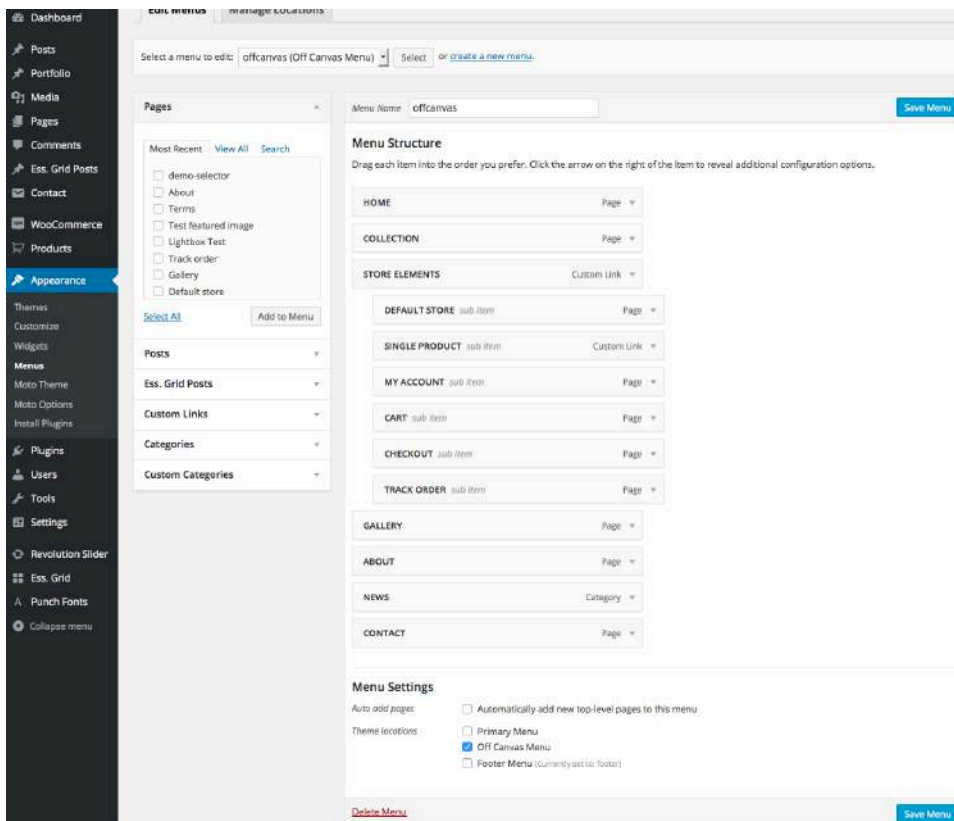 Dashboard
Posts
Portfolio
Media
Pages
Comments
Ess. Grid Posts
Contact
WooCommerce
Products
Appearance
Themes
Customize
Widgets
Menus
Moto Theme
Moto Options
Install Plugins
Plugins
Users
Tools
Settings
Revolution Slider
Ess. Grid
Punch Fonts
Collapse menu
Edit Menus Manage Locations
Select a menu to edit: offcanvas (Off Canvas Menu) Select or create a new menu.
Pages
Most Recent View All Search
demo-selector
About
Terms
Test featured image
Lightbox Test
Track order
Gallery
Default store
Select All Add to Menu
Posts
Ess. Grid Posts
Custom Links
Categories
Custom Categories
Menu Name offcanvas Save Menu
Menu Structure
Drag each item into the order you prefer. Click the arrow on the right of the item to reveal additional configuration options.
HOME Page
COLLECTION Page
STORE ELEMENTS Custom Link
DEFAULT STORE sub item Page
SINGLE PRODUCT sub item Custom Link
MY ACCOUNT sub item Page
CART sub item Page
CHECKOUT sub item Page
TRACK ORDER sub item Page
GALLERY Page
ABOUT Page
NEWS Category
CONTACT Page
Menu Settings
Auto add pages Automatically add new top-level pages to this menu
Theme locations Primary Menu
Off Canvas Menu
Footer Menu (Currently set to: footer)
Delete Menu Save Menu